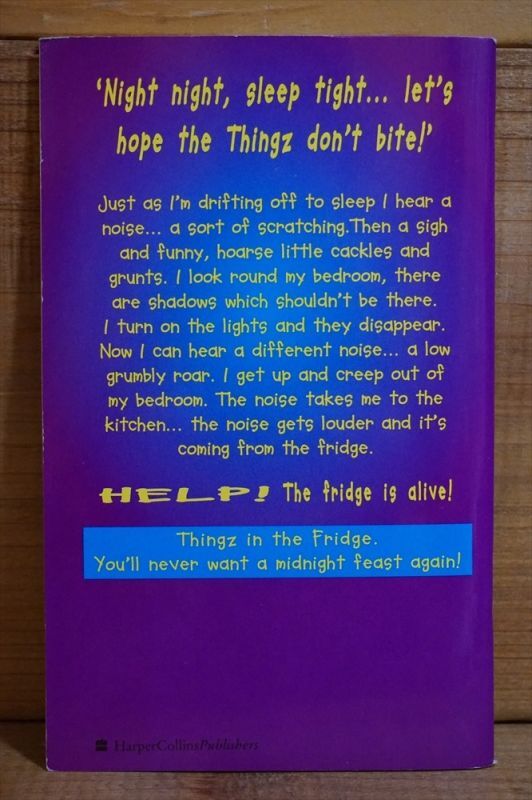 'Night night, sleep tight... let's
hope the Thingz don't bite!'
Just as I'm drifting off to sleep I hear a
noise... a sort of scratching.Then a sigh
and funny, hoarse little cackles and
grunts. I look round my bedroom, there
are shadows which shouldn't be there.
I turn on the lights and they disappear.
Now I can hear a different noise... a low
grumbly roar. I get up and creep out of
my bedroom. The noise takes me to the
kitchen... the noise gets louder and it's
coming from the fridge.
HELP! The fridge is alive!
Thingz in the Fridge.
You'll never want a midnight feast again!
HarperCollinsPublishers